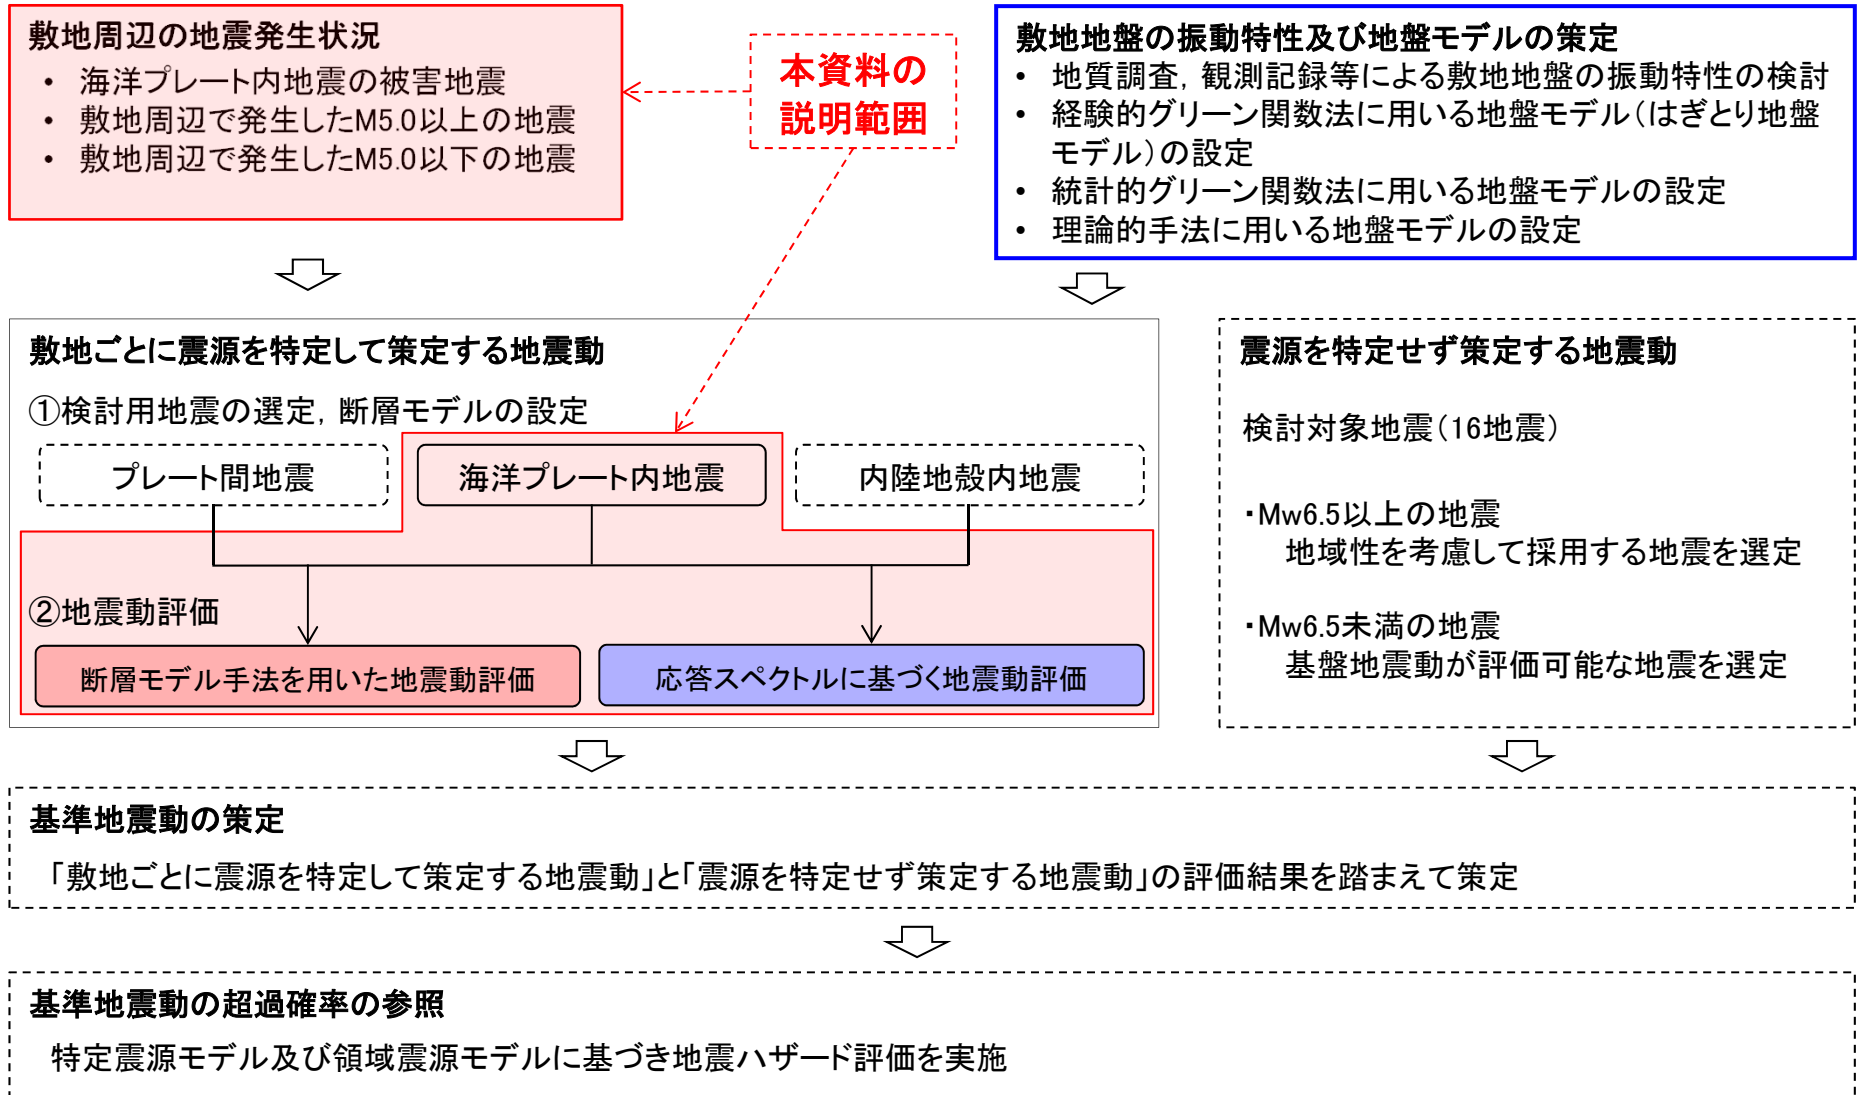 敷地周辺の地震発生状況
• 海洋プレート内地震の被害地震
• 敷地周辺で発生したM5.0以上の地震
• 敷地周辺で発生したM5.0以下の地震
本資料の
説明範囲
敷地地盤の振動特性及び地盤モデルの策定
• 地質調査，観測記録等による敷地地盤の振動特性の検討
• 経験的グリーン関数法に用いる地盤モデル（はぎとり地盤
モデル）の設定
• 統計的グリーン関数法に用いる地盤モデルの設定
• 理論的手法に用いる地盤モデルの設定
敷地ごとに震源を特定して策定する地震動
①検討用地震の選定，断層モデルの設定
プレート間地震
海洋プレート内地震
内陸地殻内地震
②地震動評価
断層モデル手法を用いた地震動評価
応答スペクトルに基づく地震動評価
震源を特定せず策定する地震動
検討対象地震（16地震）
・Mw6.5以上の地震
地域性を考慮して採用する地震を選定
・Mw6.5未満の地震
基盤地震動が評価可能な地震を選定
基準地震動の策定
「敷地ごとに震源を特定して策定する地震動」と「震源を特定せず策定する地震動」の評価結果を踏まえて策定
基準地震動の超過確率の参照
特定震源モデル及び領域震源モデルに基づき地震ハザード評価を実施